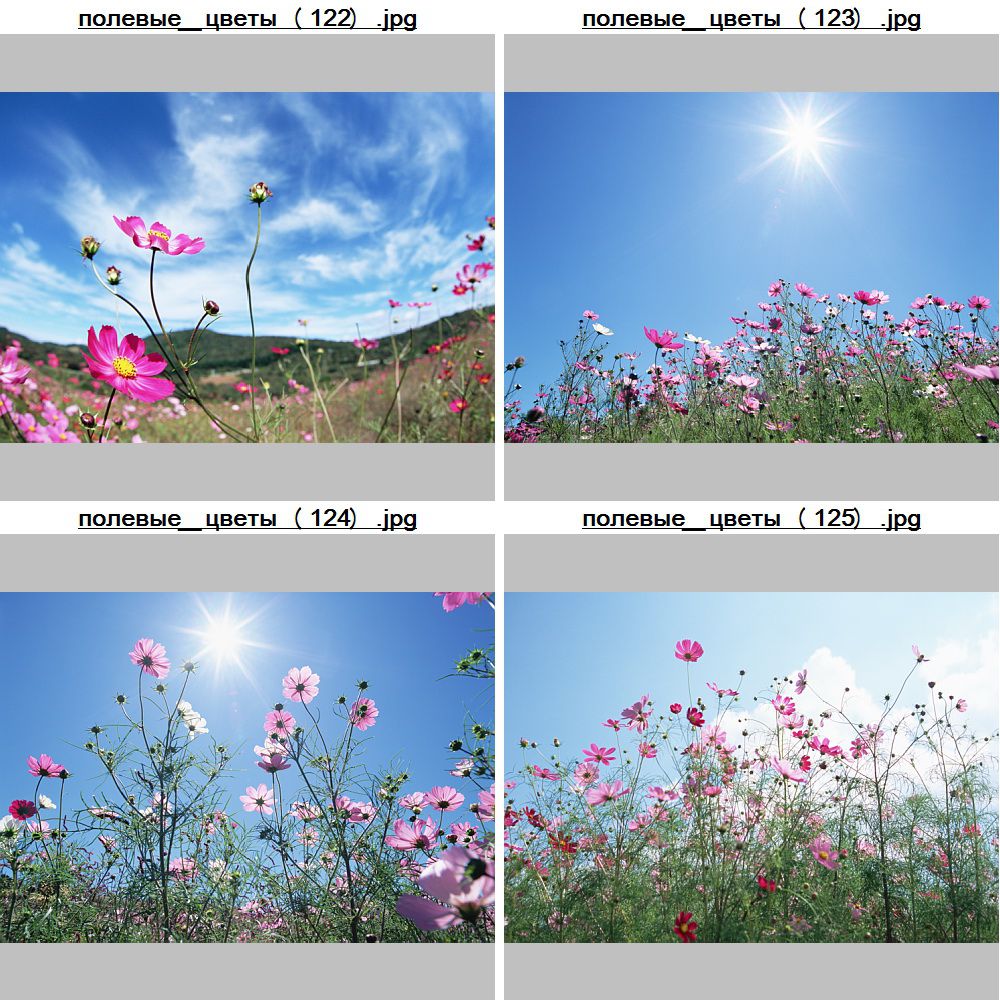 полевые__цветы ( 122) .jpg
полевые__цветы ( 123) .jpg
полевые__цветы ( 124) .jpg
полевые__цветы ( 125) .jpg